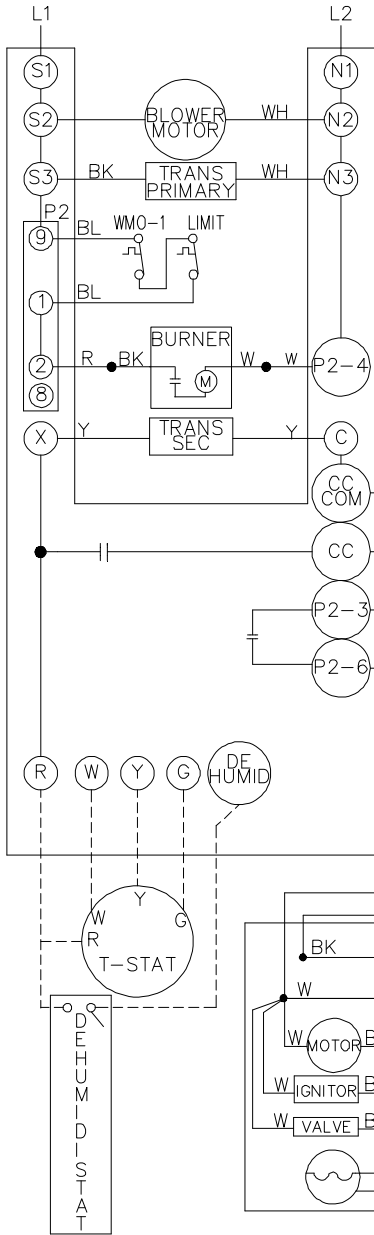 L1 L2
S1 N1
S2 BLOWER MOTOR WH N2
S3 BK TRANS PRIMARY WH N3
P2
9 BL WMO-1 LIMIT
1 BL
BURNER
2 R BK M W W P2-4
8
X Y TRANS SEC Y C
CC COM
CC
P2-3
P2-6
R W Y G DE HUMID
W Y G
R
T-STAT
DEHUMIDISTAT
BK
W
W MOTOR B
W IGNITOR B
W VALVE B